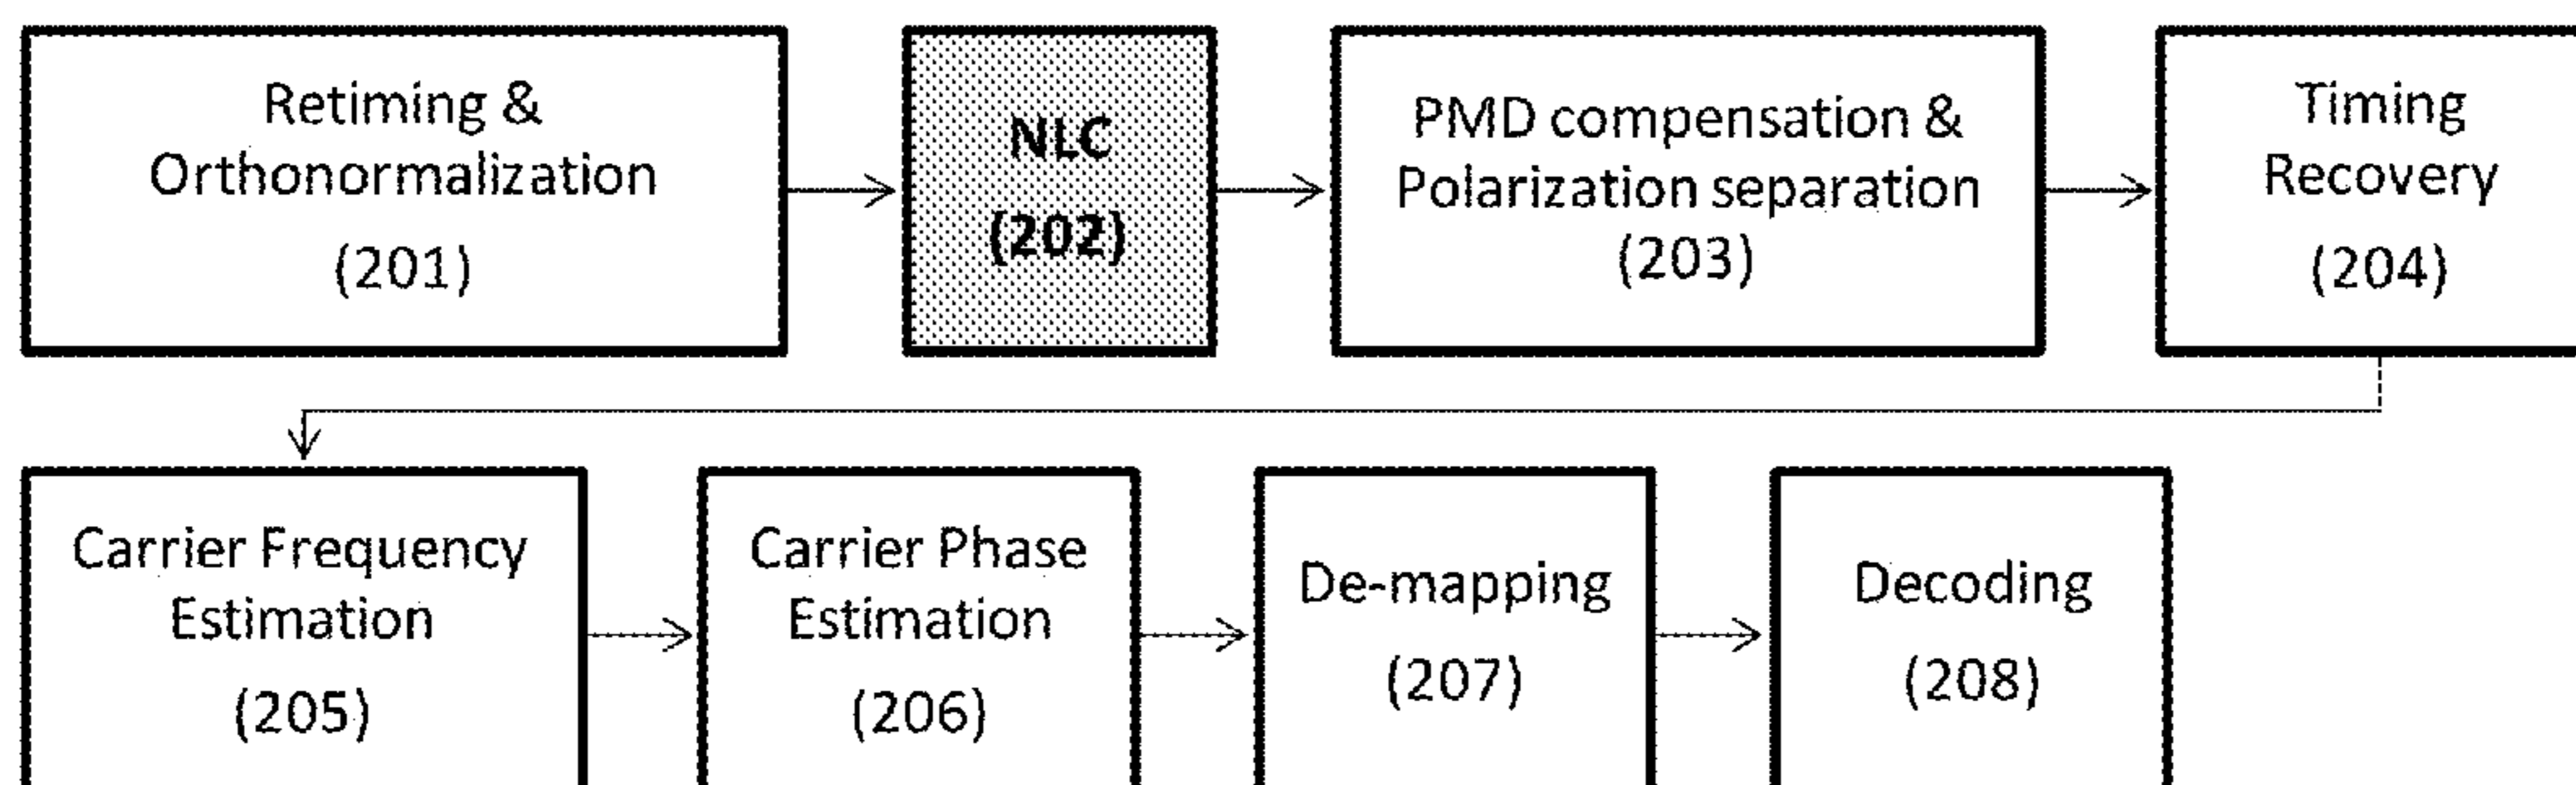 Retiming &
Orthonormalization
(201)
NLC
(202)
PMD compensation &
Polarization separation
(203)
Timing
Recovery
(204)
Carrier Frequency
Estimation
(205)
Carrier Phase
Estimation
(206)
De-mapping
(207)
Decoding
(208)